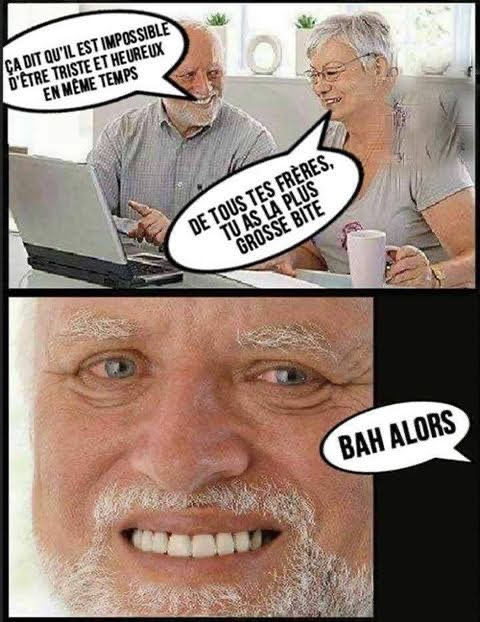 ÇA DIT QU'IL EST IMPOSSIBLE
D'ÊTRE TRISTE ET HEUREUX
EN MÊME TEMPS
DE TOUS TES FRÈRES,
TU AS LA PLUS
GROSSE BITE
BAH ALORS